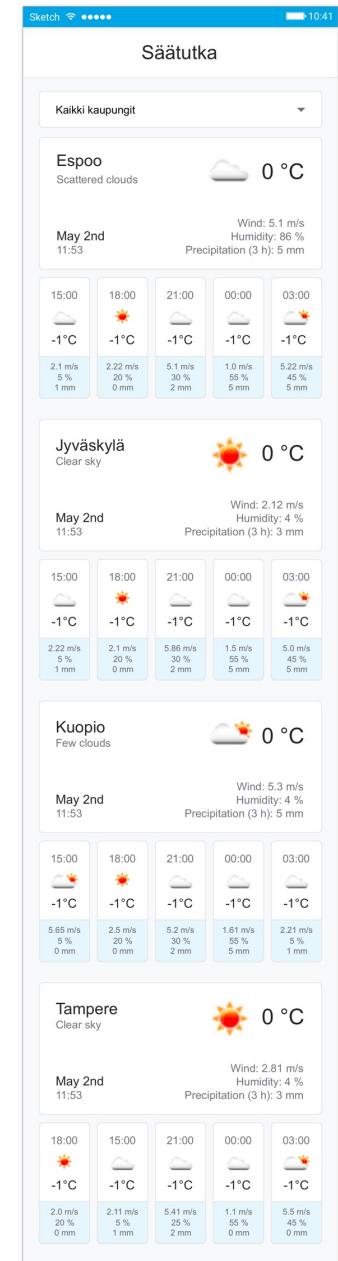 Sketch 10:41
Säätutka
Kaikki kaupungit
Espoo
Scattered clouds
0 °C
May 2nd
11:53
Wind: 5.1 m/s
Humidity: 86 %
Precipitation (3 h): 5 mm
15:00 18:00 21:00 00:00 03:00
-1°C -1°C -1°C -1°C -1°C
2.1 m/s 2.22 m/s 5.1 m/s 1.0 m/s 5.22 m/s
5 % 20 % 30 % 55 % 45 %
1 mm 0 mm 2 mm 5 mm 5 mm
Jyväskylä
Clear sky
0 °C
May 2nd
11:53
Wind: 2.12 m/s
Humidity: 4 %
Precipitation (3 h): 3 mm
15:00 18:00 21:00 00:00 03:00
-1°C -1°C -1°C -1°C -1°C
2.22 m/s 2.1 m/s 5.86 m/s 1.5 m/s 5.0 m/s
5 % 20 % 30 % 55 % 45 %
1 mm 0 mm 2 mm 5 mm 5 mm
Kuopio
Few clouds
0 °C
May 2nd
11:53
Wind: 5.3 m/s
Humidity: 4 %
Precipitation (3 h): 5 mm
15:00 18:00 21:00 00:00 03:00
-1°C -1°C -1°C -1°C -1°C
5.65 m/s 2.5 m/s 5.2 m/s 1.61 m/s 2.21 m/s
5 % 20 % 30 % 55 % 5 %
0 mm 0 mm 2 mm 5 mm 1 mm
Tampere
Clear sky
0 °C
May 2nd
11:53
Wind: 2.81 m/s
Humidity: 4 %
Precipitation (3 h): 3 mm
18:00 15:00 21:00 00:00 03:00
-1°C -1°C -1°C -1°C -1°C
2.0 m/s 2.11 m/s 5.41 m/s 1.1 m/s 5.5 m/s
20 % 5 % 25 % 55 % 45 %
0 mm 1 mm 2 mm 0 mm 0 mm